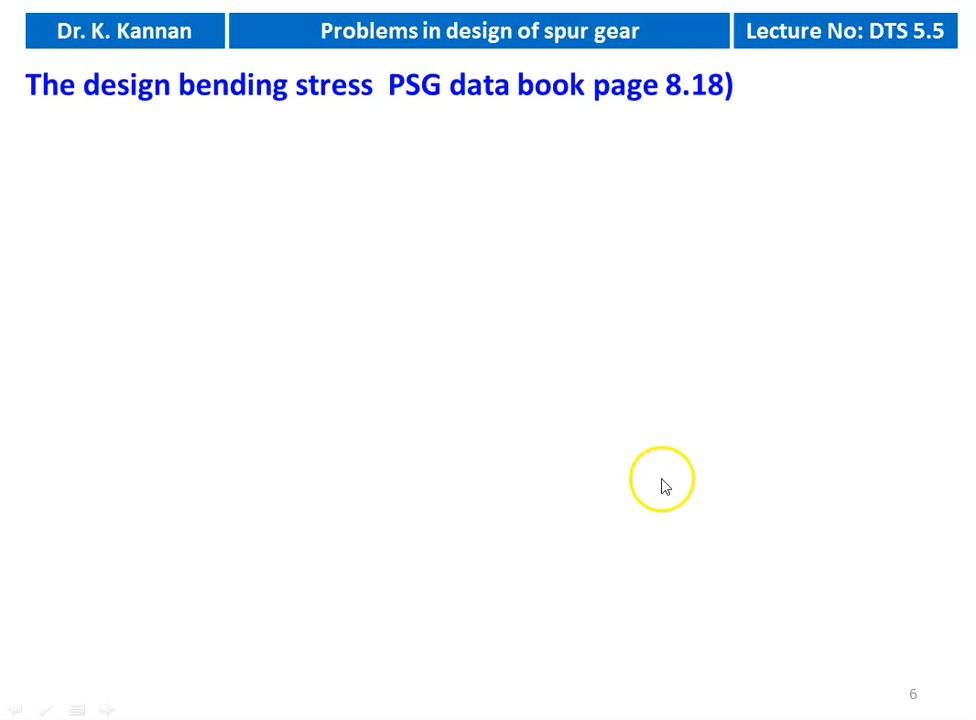 Dr. K. Kannan
Problems in design of spur gear
Lecture No: DTS 5.5
The design bending stress  PSG data book page 8.18)
6